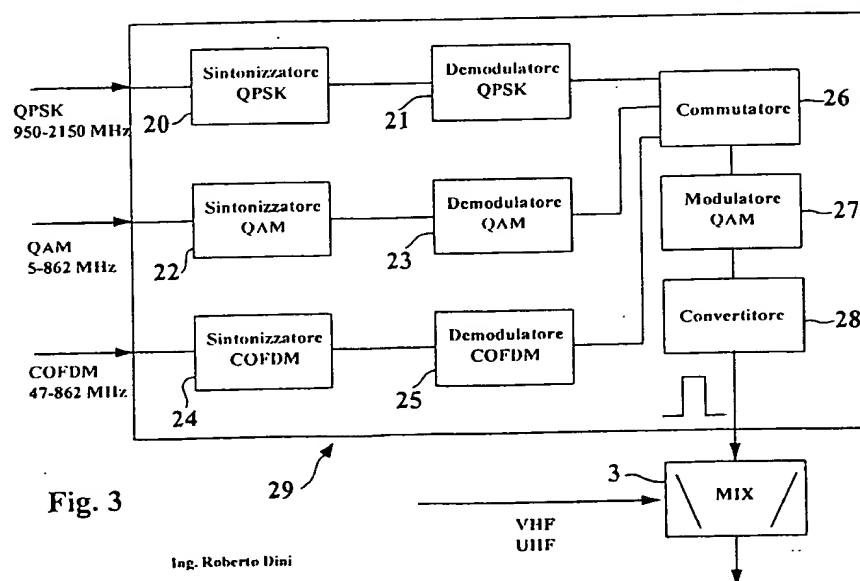 QPSK
950-2150 MHz
Sintonizzatore
QPSK
20
Demodulatore
QPSK
21
Commutatore
26
QAM
5-862 MHz
Sintonizzatore
QAM
22
Demodulatore
QAM
23
Modulatore
QAM
27
COFDM
47-862 MHz
Sintonizzatore
COFDM
24
Demodulatore
COFDM
25
Convertitore
28
29
3
MIX
VHF
UHF
Fig. 3
Ing. Roberto Dini